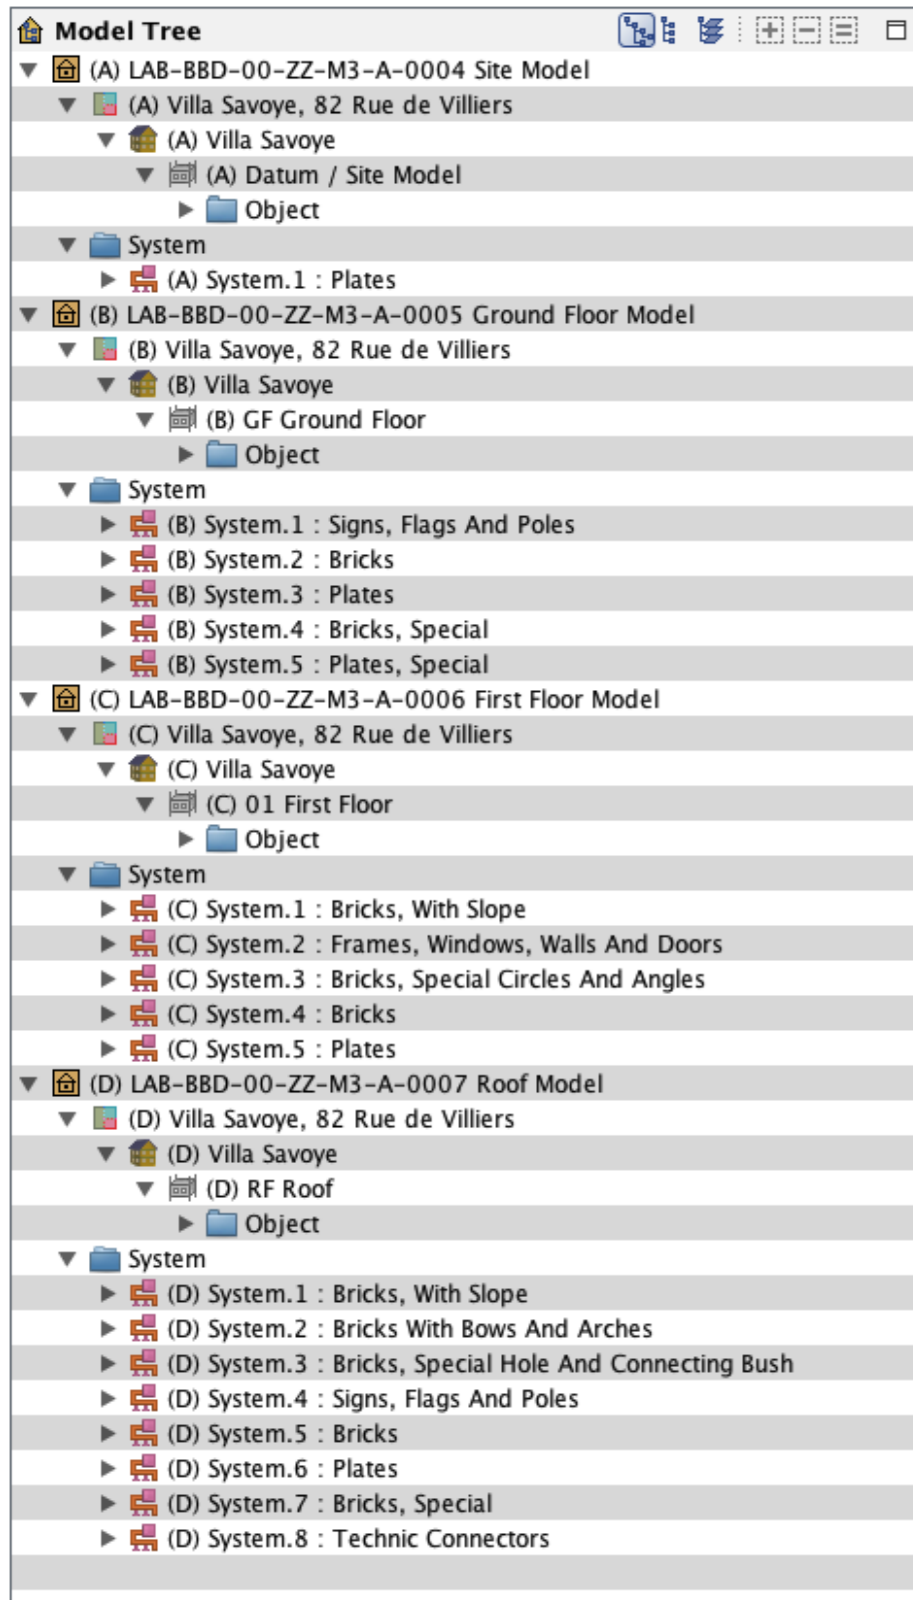 Model Tree
(A) LAB-BBD-00-ZZ-M3-A-0004 Site Model
(A) Villa Savoye, 82 Rue de Villiers
(A) Villa Savoye
(A) Datum / Site Model
Object
System
(A) System.1 : Plates
(B) LAB-BBD-00-ZZ-M3-A-0005 Ground Floor Model
(B) Villa Savoye, 82 Rue de Villiers
(B) Villa Savoye
(B) GF Ground Floor
Object
System
(B) System.1 : Signs, Flags And Poles
(B) System.2 : Bricks
(B) System.3 : Plates
(B) System.4 : Bricks, Special
(B) System.5 : Plates, Special
(C) LAB-BBD-00-ZZ-M3-A-0006 First Floor Model
(C) Villa Savoye, 82 Rue de Villiers
(C) Villa Savoye
(C) 01 First Floor
Object
System
(C) System.1 : Bricks, With Slope
(C) System.2 : Frames, Windows, Walls And Doors
(C) System.3 : Bricks, Special Circles And Angles
(C) System.4 : Bricks
(C) System.5 : Plates
(D) LAB-BBD-00-ZZ-M3-A-0007 Roof Model
(D) Villa Savoye, 82 Rue de Villiers
(D) Villa Savoye
(D) RF Roof
Object
System
(D) System.1 : Bricks, With Slope
(D) System.2 : Bricks With Bows And Arches
(D) System.3 : Bricks, Special Hole And Connecting Bush
(D) System.4 : Signs, Flags And Poles
(D) System.5 : Bricks
(D) System.6 : Plates
(D) System.7 : Bricks, Special
(D) System.8 : Technic Connectors